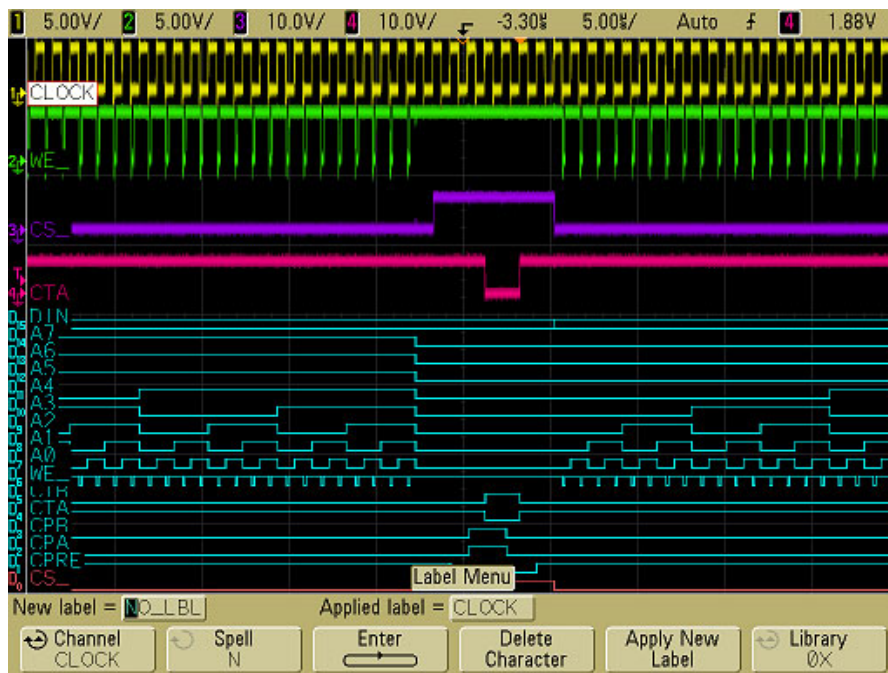 1 5.00V/ 2 5.00V/ 3 10.0V/ 4 10.0V/ -3.30s 5.00s/ Auto 4 1.88V
CLOCK
WE_
CS_
CTA
DIN
A7
A6
A5
A4
A3
A2
A1
A0
WE_
CTR
CTA
CPR
CPA
CPRE
CS_
Label Menu
New label = NO_LBL Applied label = CLOCK
Channel Spell Enter Delete Apply New Library
CLOCK N Character Label 0X